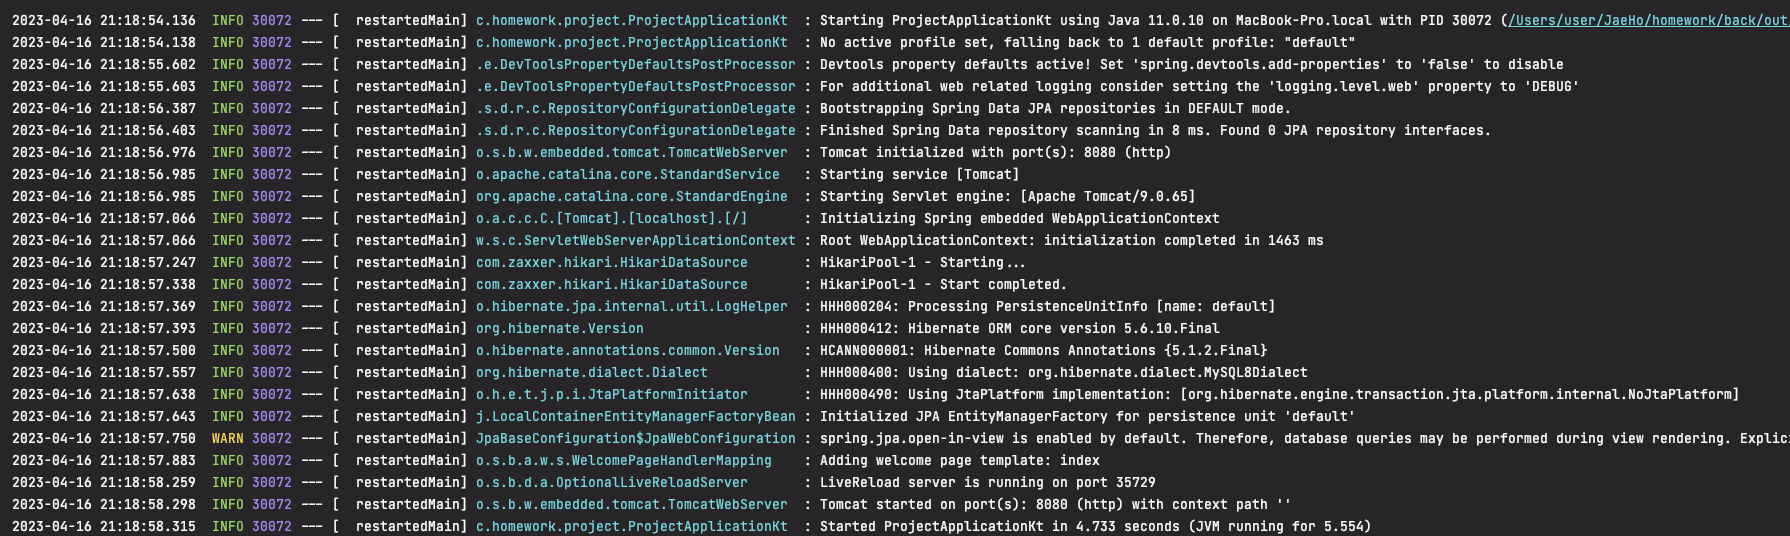 2023-04-16 21:18:54.136  INFO 30072 --- [  restartedMain] c.homework.project.ProjectApplicationKt  : Starting ProjectApplicationKt using Java 11.0.10 on MacBook-Pro.local with PID 30072 (/Users/user/JaeHo/homework/back/out/
2023-04-16 21:18:54.138  INFO 30072 --- [  restartedMain] c.homework.project.ProjectApplicationKt  : No active profile set, falling back to 1 default profile: "default"
2023-04-16 21:18:55.602  INFO 30072 --- [  restartedMain] .e.DevToolsPropertyDefaultsPostProcessor : Devtools property defaults active! Set 'spring.devtools.add-properties' to 'false' to disable
2023-04-16 21:18:55.603  INFO 30072 --- [  restartedMain] .e.DevToolsPropertyDefaultsPostProcessor : For additional web related logging consider setting the 'logging.level.web' property to 'DEBUG'
2023-04-16 21:18:56.387  INFO 30072 --- [  restartedMain] .s.d.r.c.RepositoryConfigurationDelegate : Bootstrapping Spring Data JPA repositories in DEFAULT mode.
2023-04-16 21:18:56.403  INFO 30072 --- [  restartedMain] .s.d.r.c.RepositoryConfigurationDelegate : Finished Spring Data repository scanning in 8 ms. Found 0 JPA repository interfaces.
2023-04-16 21:18:56.976  INFO 30072 --- [  restartedMain] o.s.b.w.embedded.tomcat.TomcatWebServer  : Tomcat initialized with port(s): 8080 (http)
2023-04-16 21:18:56.985  INFO 30072 --- [  restartedMain] o.apache.catalina.core.StandardService   : Starting service [Tomcat]
2023-04-16 21:18:56.985  INFO 30072 --- [  restartedMain] org.apache.catalina.core.StandardEngine  : Starting Servlet engine: [Apache Tomcat/9.0.65]
2023-04-16 21:18:57.066  INFO 30072 --- [  restartedMain] o.a.c.c.C.[Tomcat].[localhost].[/]       : Initializing Spring embedded WebApplicationContext
2023-04-16 21:18:57.066  INFO 30072 --- [  restartedMain] w.s.c.ServletWebServerApplicationContext : Root WebApplicationContext: initialization completed in 1463 ms
2023-04-16 21:18:57.247  INFO 30072 --- [  restartedMain] com.zaxxer.hikari.HikariDataSource       : HikariPool-1 - Starting...
2023-04-16 21:18:57.338  INFO 30072 --- [  restartedMain] com.zaxxer.hikari.HikariDataSource       : HikariPool-1 - Start completed.
2023-04-16 21:18:57.369  INFO 30072 --- [  restartedMain] o.hibernate.jpa.internal.util.LogHelper  : HHH000204: Processing PersistenceUnitInfo [name: default]
2023-04-16 21:18:57.393  INFO 30072 --- [  restartedMain] org.hibernate.Version                    : HHH000412: Hibernate ORM core version 5.6.10.Final
2023-04-16 21:18:57.500  INFO 30072 --- [  restartedMain] o.hibernate.annotations.common.Version   : HCANN000001: Hibernate Commons Annotations {5.1.2.Final}
2023-04-16 21:18:57.557  INFO 30072 --- [  restartedMain] org.hibernate.dialect.Dialect            : HHH000400: Using dialect: org.hibernate.dialect.MySQL8Dialect
2023-04-16 21:18:57.638  INFO 30072 --- [  restartedMain] o.h.e.t.j.p.i.JtaPlatformInitiator       : HHH000490: Using JtaPlatform implementation: [org.hibernate.engine.transaction.jta.platform.internal.NoJtaPlatform]
2023-04-16 21:18:57.643  INFO 30072 --- [  restartedMain] j.LocalContainerEntityManagerFactoryBean : Initialized JPA EntityManagerFactory for persistence unit 'default'
2023-04-16 21:18:57.750  WARN 30072 --- [  restartedMain] JpaBaseConfiguration$JpaWebConfiguration : spring.jpa.open-in-view is enabled by default. Therefore, database queries may be performed during view rendering. Explici
2023-04-16 21:18:57.883  INFO 30072 --- [  restartedMain] o.s.b.a.w.s.WelcomePageHandlerMapping    : Adding welcome page template: index
2023-04-16 21:18:58.259  INFO 30072 --- [  restartedMain] o.s.b.d.a.OptionalLiveReloadServer       : LiveReload server is running on port 35729
2023-04-16 21:18:58.298  INFO 30072 --- [  restartedMain] o.s.b.w.embedded.tomcat.TomcatWebServer  : Tomcat started on port(s): 8080 (http) with context path ''
2023-04-16 21:18:58.315  INFO 30072 --- [  restartedMain] c.homework.project.ProjectApplicationKt  : Started ProjectApplicationKt in 4.733 seconds (JVM running for 5.554)